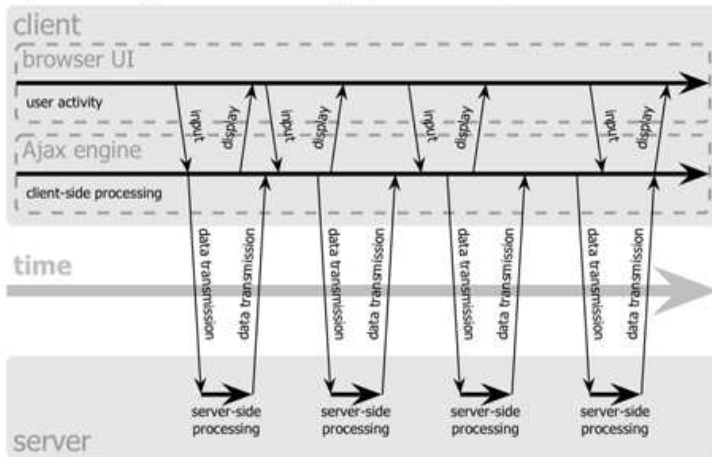 client
browser UI
user activity
input
display
input
display
input
display
input
display
Ajax engine
client-side processing
data transmission
data transmission
data transmission
data transmission
data transmission
data transmission
data transmission
data transmission
time
server-side
processing
server-side
processing
server-side
processing
server-side
processing
server